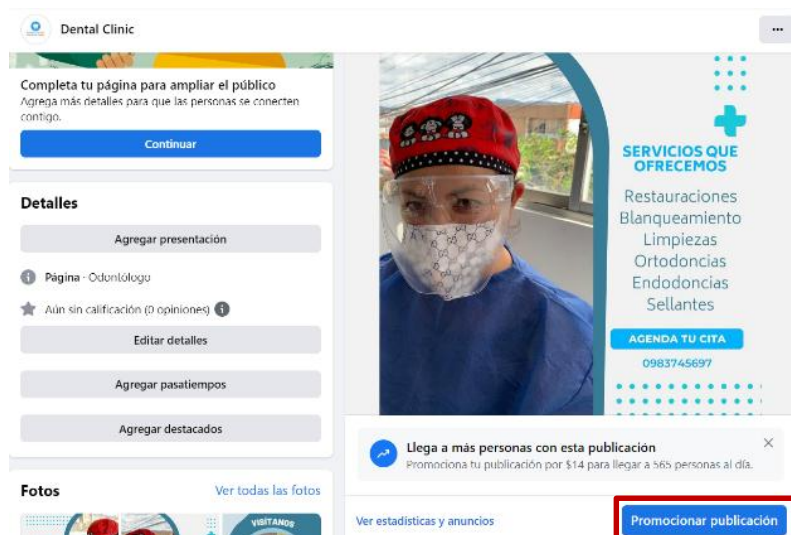 Dental Clinic
...
Completa tu página para ampliar el público
Agrega más detalles para que las personas se conecten
contigo.
Continuar
Detalles
Agregar presentación
Página · Odontólogo
Aún sin calificación (0 opiniones)
Editar detalles
Agregar pasatiempos
Agregar destacados
Fotos
Ver todas las fotos
VISÍTANOS
SERVICIOS QUE
OFRECEMOS
Restauraciones
Blanqueamiento
Limpiezas
Ortodoncias
Endodoncias
Sellantes
AGENDA TU CITA
0983745697
Llega a más personas con esta publicación
Promociona tu publicación por $14 para llegar a 565 personas al día.
Ver estadísticas y anuncios
Promocionar publicación